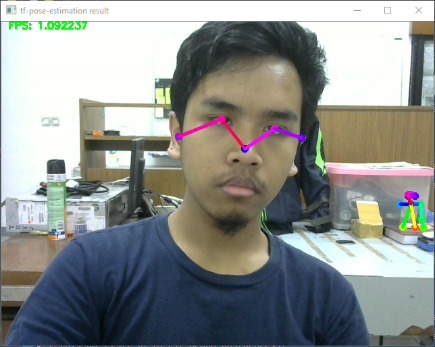 tf-pose-estimation result
FPS: 1.092237